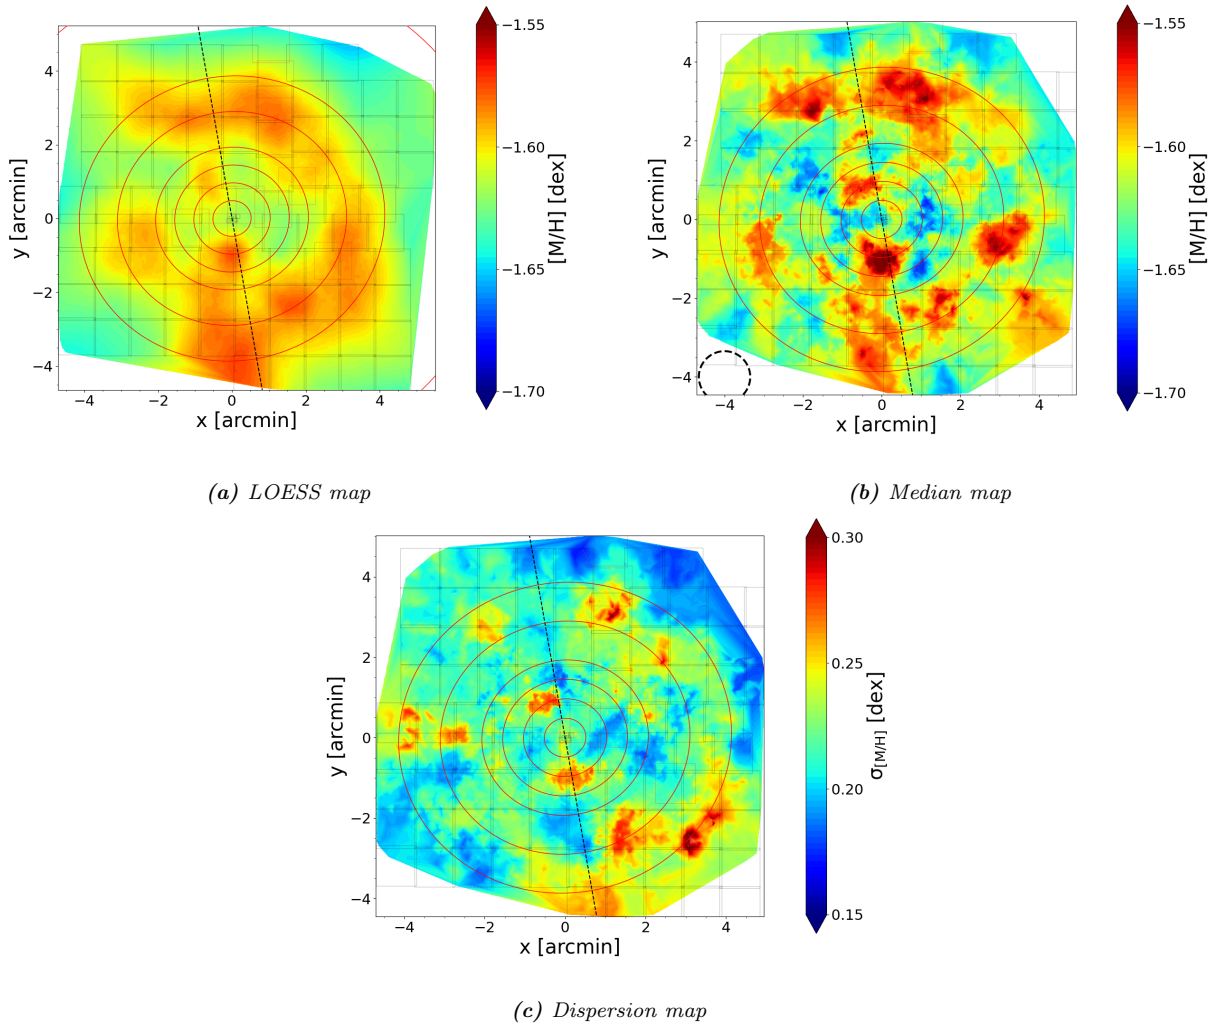 −1.55
−1.60
−1.65
−1.70
[M/H] [dex]
4
2
0
−2
−4
y [arcmin]
−4 −2 0 2 4
x [arcmin]
(a) LOESS map
−1.55
−1.60
−1.65
−1.70
[M/H] [dex]
4
2
0
−2
−4
y [arcmin]
−4 −2 0 2 4
x [arcmin]
(b) Median map
0.30
0.25
0.20
0.15
σ[M/H] [dex]
4
2
0
−2
−4
y [arcmin]
−4 −2 0 2 4
x [arcmin]
(c) Dispersion map